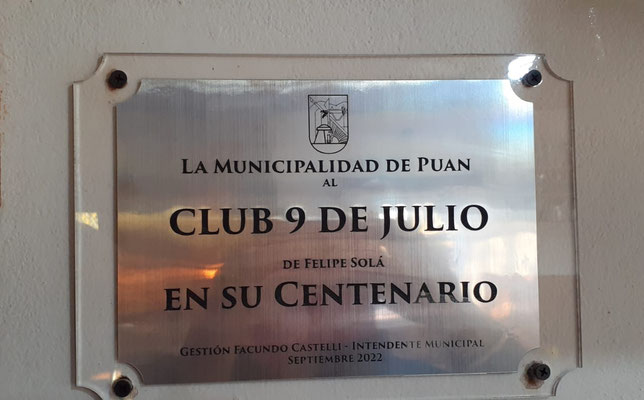 La Municipalidad de Puan
al
CLUB 9 DE JULIO
de Felipe Solá
en su Centenario
Gestión Facundo Castelli - Intendente Municipal
Septiembre 2022